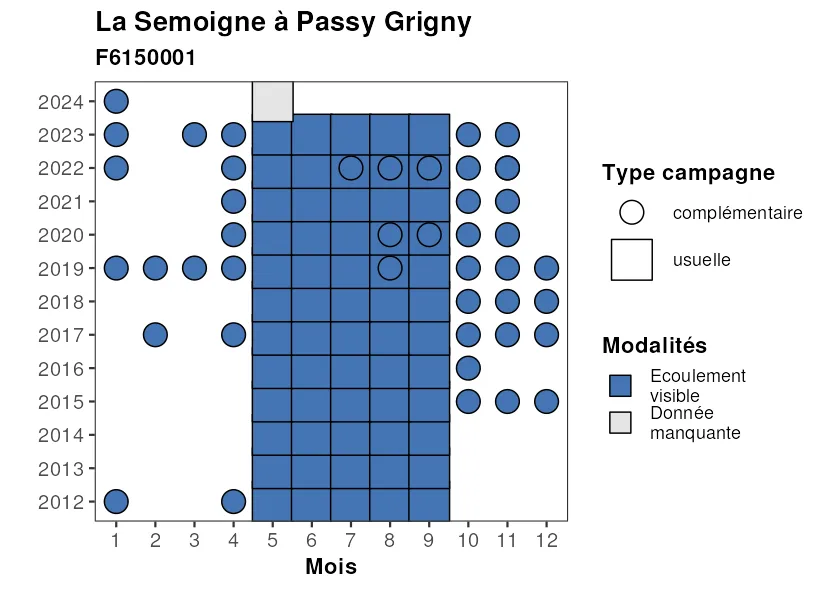 La Semoigne à Passy Grigny
F6150001
2024
2023
2022
2021
2020
2019
2018
2017
2016
2015
2014
2013
2012
1 2 3 4 5 6 7 8 9 10 11 12
Mois
Type campagne
complémentaire
usuelle
Modalités
Ecoulement
visible
Donnée
manquante